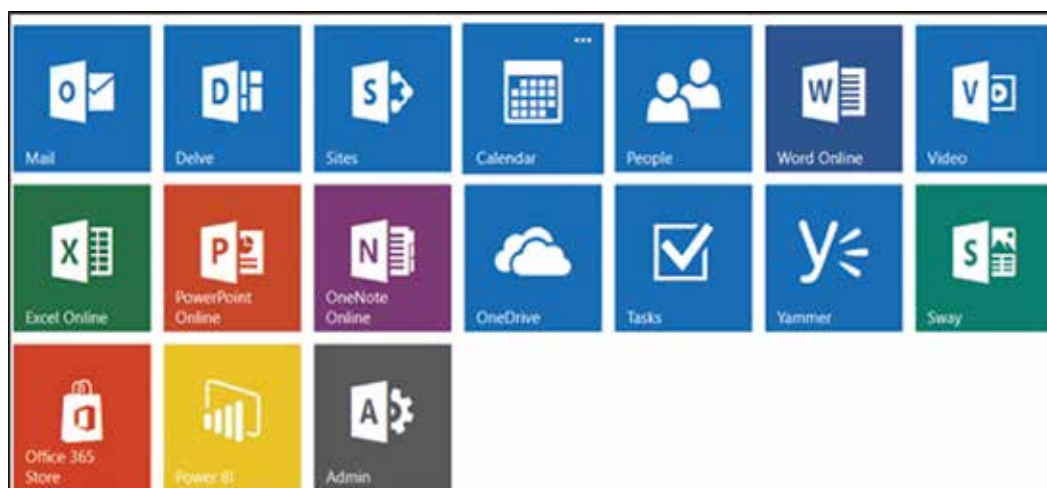 Mail
Delve
Sites
Calendar
People
Word Online
Video
Excel Online
PowerPoint
Online
OneNote
Online
OneDrive
Tasks
Yammer
Sway
Office 365
Store
Power BI
Admin